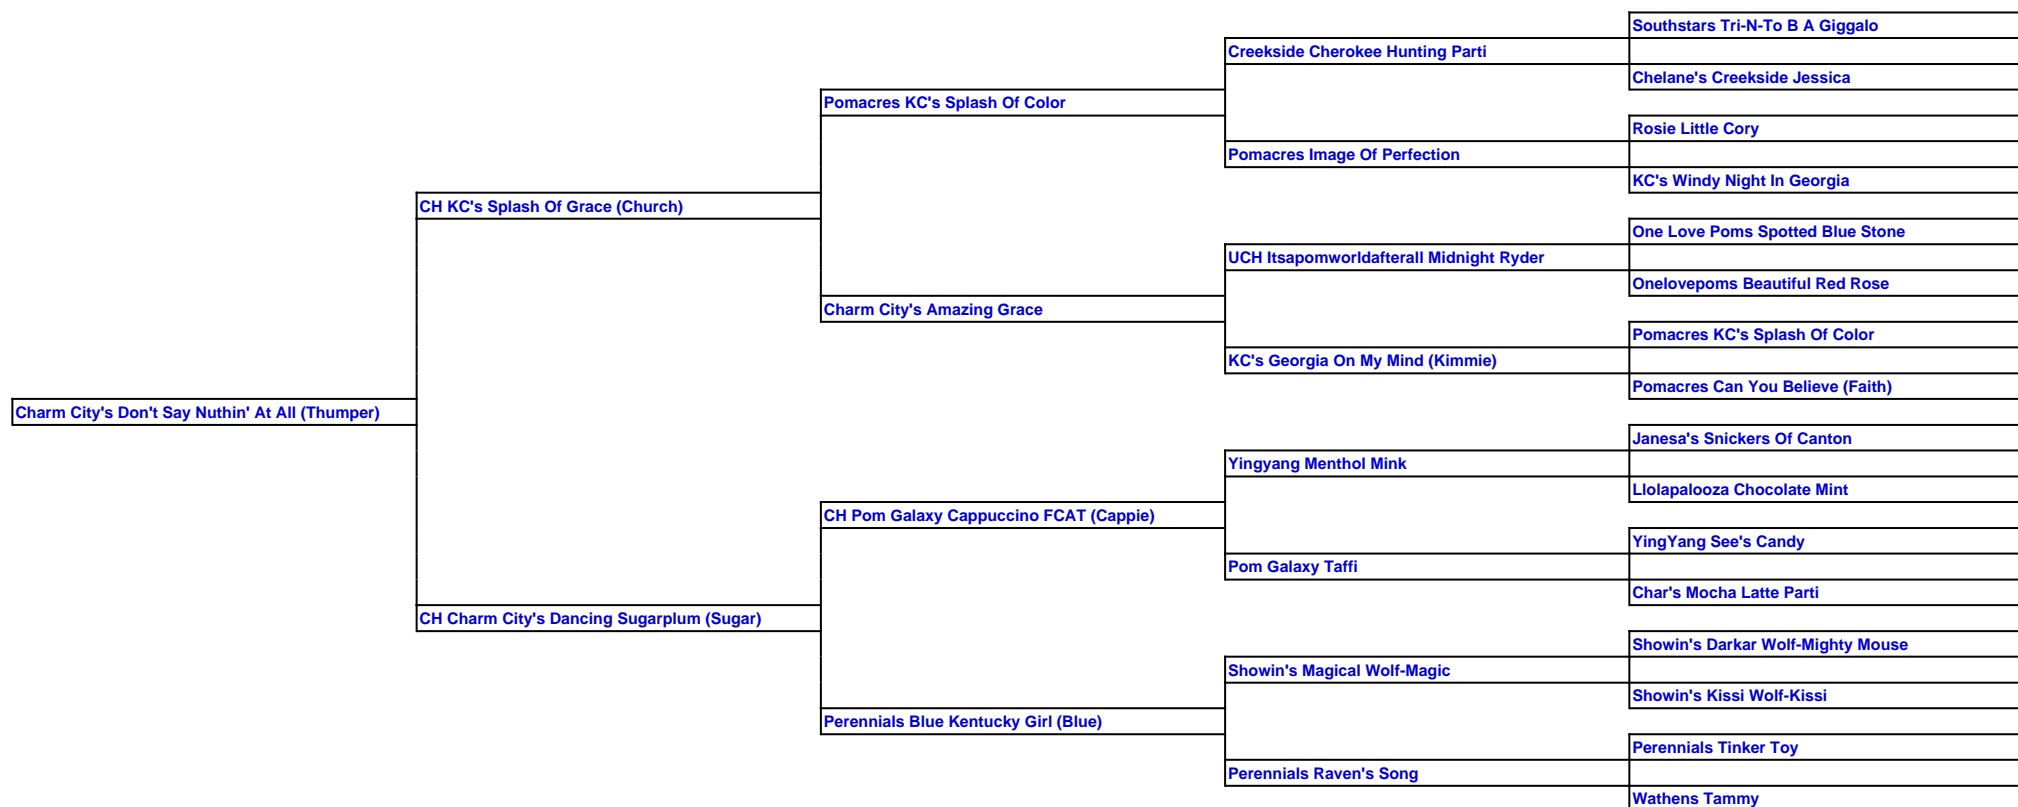 Southstars Tri-N-To B A Giggalo
Creekside Cherokee Hunting Parti
Chelane's Creekside Jessica
Pomacres KC's Splash Of Color
Rosie Little Cory
Pomacres Image Of Perfection
KC's Windy Night In Georgia
CH KC's Splash Of Grace (Church)
One Love Poms Spotted Blue Stone
UCH Itsapomworldafterall Midnight Ryder
Onelovepoms Beautiful Red Rose
Charm City's Amazing Grace
Pomacres KC's Splash Of Color
KC's Georgia On My Mind (Kimmie)
Pomacres Can You Believe (Faith)
Charm City's Don't Say Nuthin' At All (Thumper)
Janesa's Snickers Of Canton
Yingyang Menthol Mink
Llolapalooza Chocolate Mint
CH Pom Galaxy Cappuccino FCAT (Cappie)
YingYang See's Candy
Pom Galaxy Taffi
Char's Mocha Latte Parti
CH Charm City's Dancing Sugarplum (Sugar)
Showin's Darkar Wolf-Mighty Mouse
Showin's Magical Wolf-Magic
Showin's Kissi Wolf-Kissi
Perennials Blue Kentucky Girl (Blue)
Perennials Tinker Toy
Perennials Raven's Song
Wathens Tammy